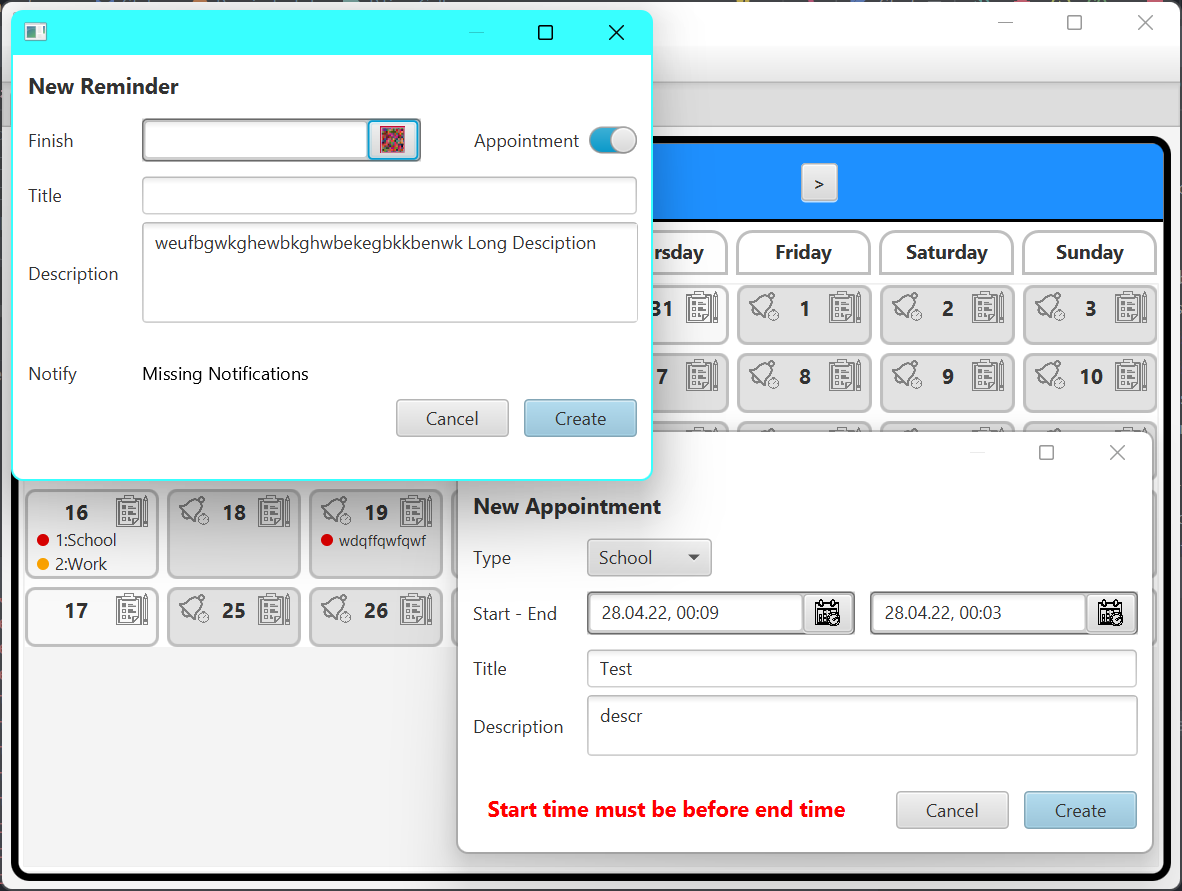 New Reminder
Finish
Appointment
Title
weufbgwkghewbkghwbekegbkkbenwk Long Desciption
Description
Notify
Missing Notifications
Cancel
Create
>
rsday
Friday
Saturday
Sunday
31
1
2
3
7
8
9
10
16
18
19
1:School
wdqffqwfqwf
2:Work
17
25
26
New Appointment
Type
School
Start - End
28.04.22, 00:09
28.04.22, 00:03
Title
Test
Description
descr
Start time must be before end time
Cancel
Create